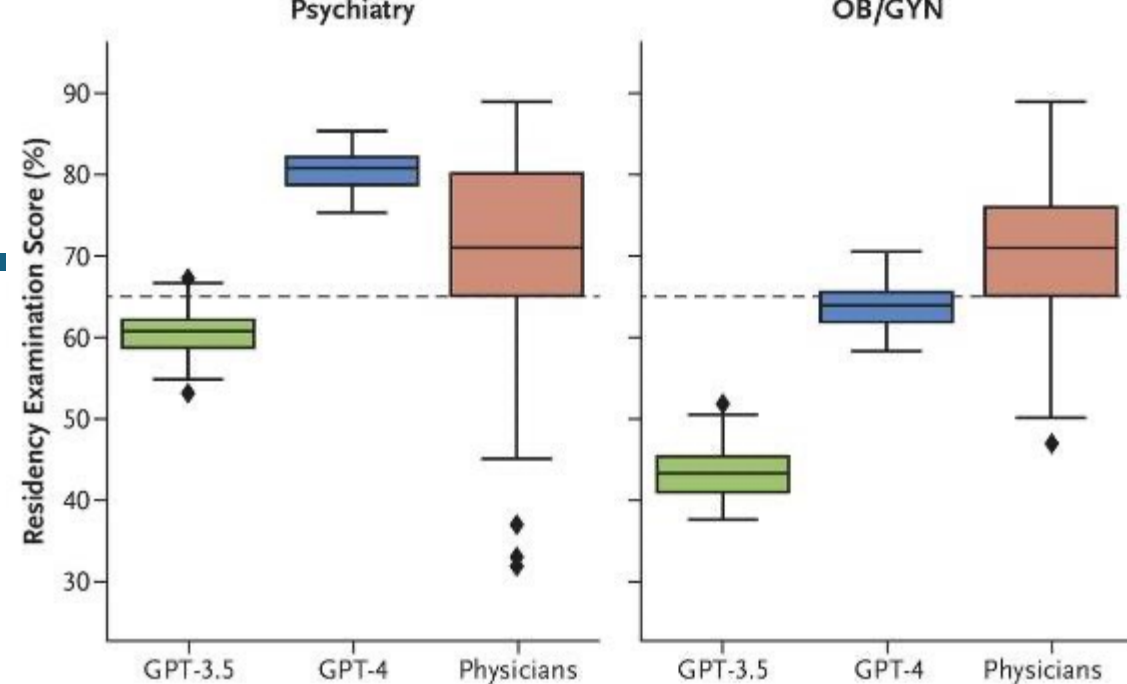 Psychiatry
OB/GYN
Residency Examination Score (%)
90
80
70
60
50
40
30
GPT-3.5 GPT-4 Physicians
GPT-3.5 GPT-4 Physicians